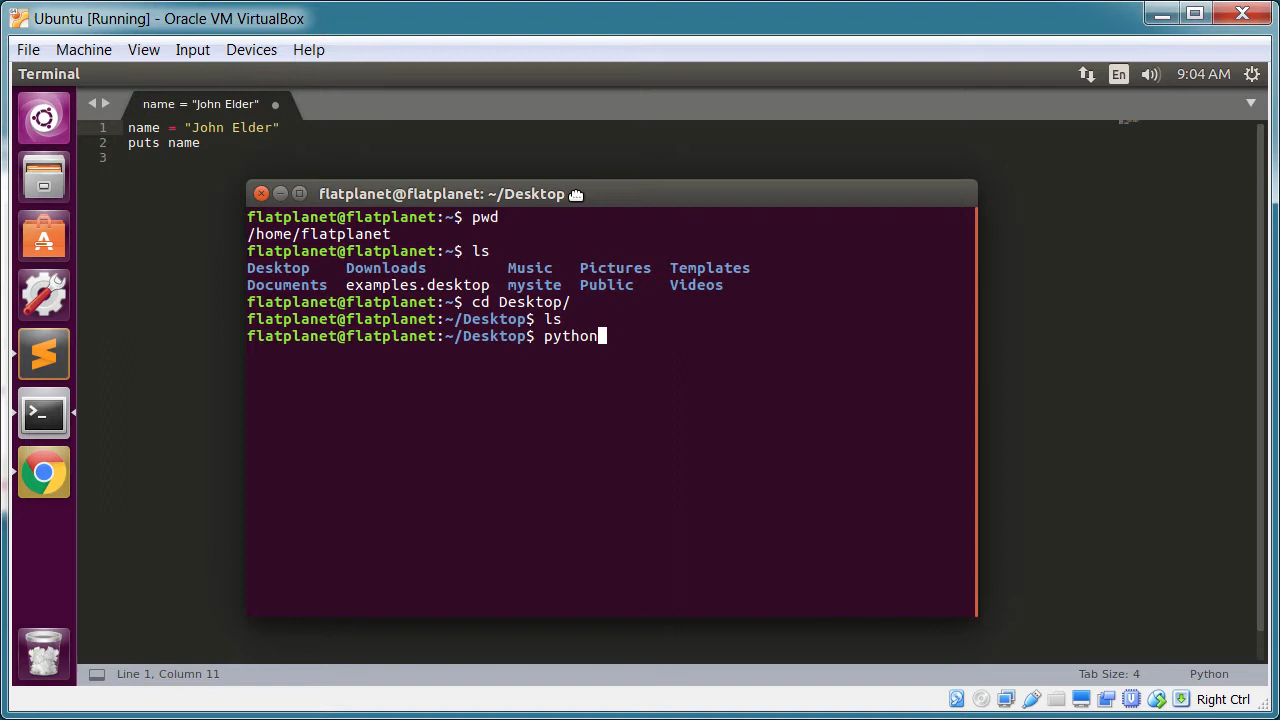 Ubuntu [Running] - Oracle VM VirtualBox
File Machine View Input Devices Help
Terminal En 9:04 AM
name = "John Elder"
1 name = "John Elder"
2 puts name
3
flatplanet@flatplanet: ~/Desktop
flatplanet@flatplanet:~$ pwd
/home/flatplanet
flatplanet@flatplanet:~$ ls
Desktop Downloads Music Pictures Templates
Documents examples.desktop mysite Public Videos
flatplanet@flatplanet:~$ cd Desktop/
flatplanet@flatplanet:~/Desktop$ ls
flatplanet@flatplanet:~/Desktop$ python
Line 1, Column 11 Tab Size: 4 Python
Right Ctrl